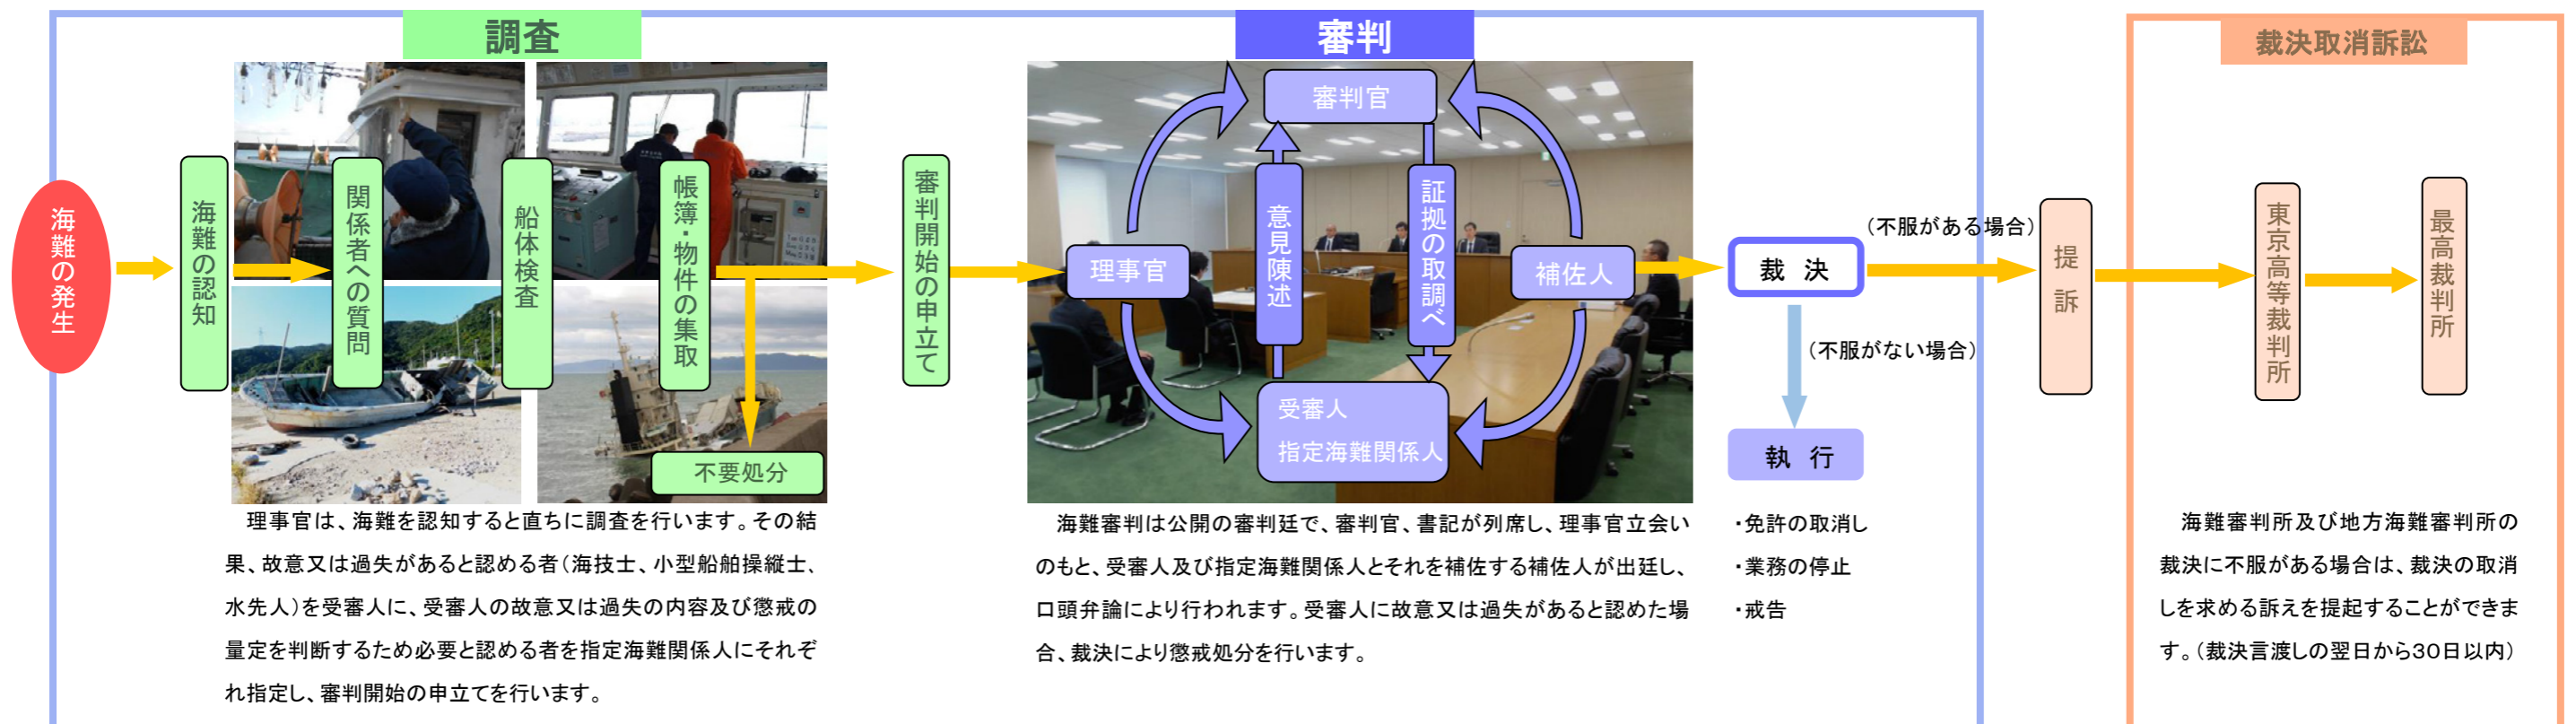 調査
審判
裁決取消訴訟
海難の発生
海難の認知
関係者への質問
船体検査
帳簿・物件の集取
不要処分
審判開始の申立て
審判官
理事官
意見陳述
証拠の取調べ
補佐人
受審人
指定海難関係人
裁 決
(不服がある場合)
(不服がない場合)
執 行
提訴
東京高等裁判所
最高裁判所
理事官は、海難を認知すると直ちに調査を行います。その結
果、故意又は過失があると認める者(海技士、小型船舶操縦士、
水先人)を受審人に、受審人の故意又は過失の内容及び懲戒の
量定を判断するため必要と認める者を指定海難関係人にそれぞ
れ指定し、審判開始の申立てを行います。
海難審判は公開の審判廷で、審判官、書記が列席し、理事官立会い
のもと、受審人及び指定海難関係人とそれを補佐する補佐人が出廷し、
口頭弁論により行われます。受審人に故意又は過失があると認めた場
合、裁決により懲戒処分を行います。
・免許の取消し
・業務の停止
・戒告
海難審判所及び地方海難審判所の
裁決に不服がある場合は、裁決の取消
しを求める訴えを提起することができま
す。(裁決言渡しの翌日から30日以内)